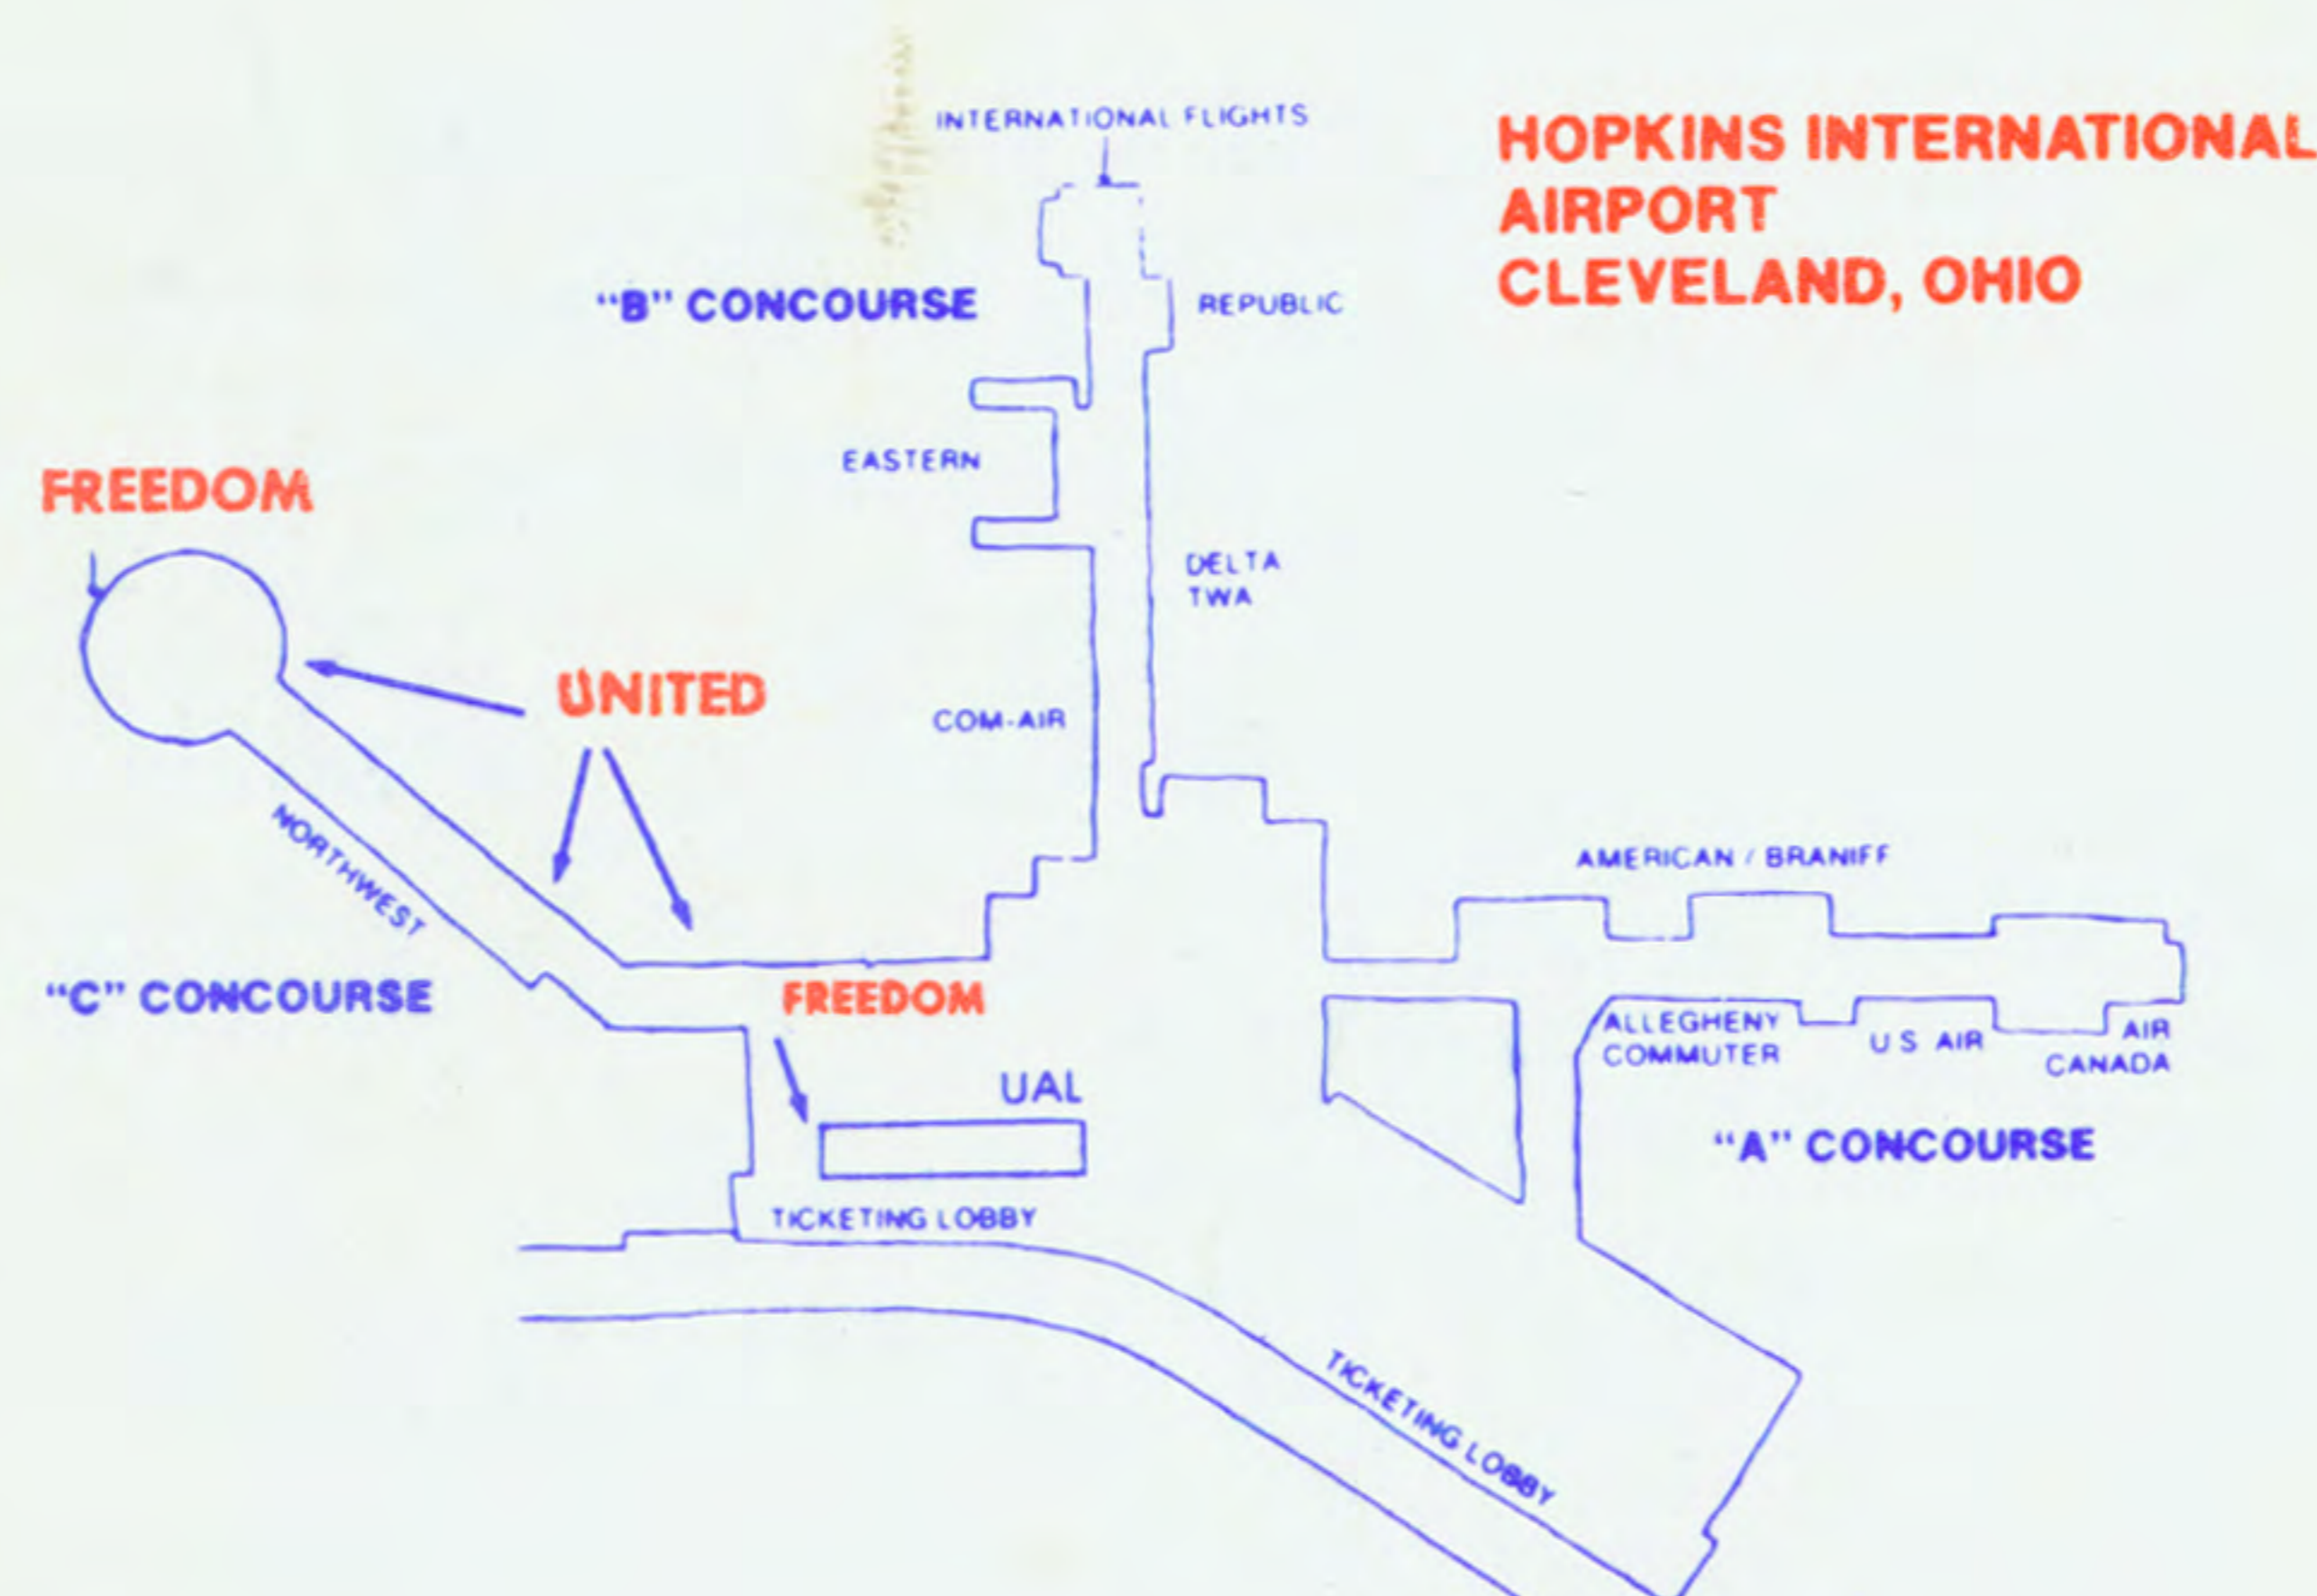 INTERNATIONAL FLIGHTS
HOPKINS INTERNATIONAL
AIRPORT
CLEVELAND, OHIO
"B" CONCOURSE
REPUBLIC
EASTERN
FREEDOM
DELTA
TWA
UNITED
COM-AIR
NORTHWEST
AMERICAN / BRANIFF
"C" CONCOURSE
FREEDOM
ALLEGHENY
COMMUTER
U S AIR
AIR
CANADA
UAL
"A" CONCOURSE
TICKETING LOBBY
TICKETING LOBBY